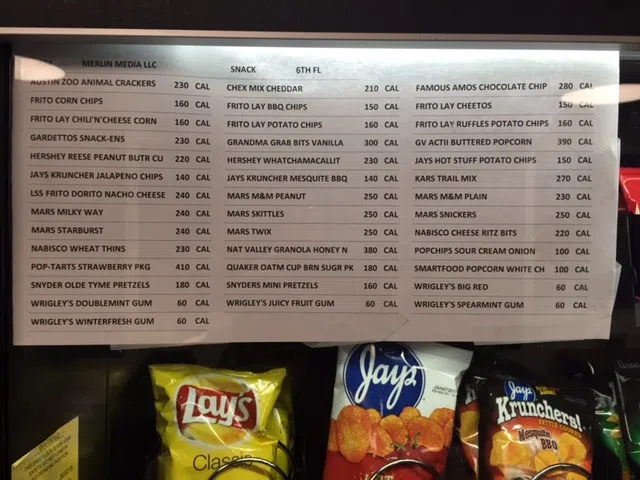 MERLIN MEDIA LLC SNACK 6TH FL
AUSTIN ZOO ANIMAL CRACKERS 230 CAL
FRITO CORN CHIPS 160 CAL
FRITO LAY CHILI'N'CHEESE CORN 160 CAL
GARDETTOS SNACK-ENS 230 CAL
HERSHEY REESE PEANUT BUTR CU 220 CAL
JAYS KRUNCHER JALAPENO CHIPS 140 CAL
LSS FRITO DORITO NACHO CHEESE 240 CAL
MARS MILKY WAY 240 CAL
MARS STARBURST 240 CAL
NABISCO WHEAT THINS 230 CAL
POP-TARTS STRAWBERRY PKG 410 CAL
SNYDER OLDE TYME PRETZELS 180 CAL
WRIGLEY'S DOUBLEMINT GUM 60 CAL
WRIGLEY'S WINTERFRESH GUM 60 CAL
CHEX MIX CHEDDAR 210 CAL
FRITO LAY BBQ CHIPS 150 CAL
FRITO LAY POTATO CHIPS 160 CAL
GRANDMA GRAB BITS VANILLA 300 CAL
HERSHEY WHATCHAMACALLIT 230 CAL
JAYS KRUNCHER MESQUITE BBQ 140 CAL
MARS M&M PEANUT 250 CAL
MARS SKITTLES 250 CAL
MARS TWIX 250 CAL
NAT VALLEY GRANOLA HONEY N 380 CAL
QUAKER OATM CUP BRN SUGR PK 180 CAL
SNYDERS MINI PRETZELS 160 CAL
WRIGLEY'S JUICY FRUIT GUM 60 CAL
FAMOUS AMOS CHOCOLATE CHIP 280 CAL
FRITO LAY CHEETOS 150 CAL
FRITO LAY RUFFLES POTATO CHIPS 160 CAL
GV ACTII BUTTERED POPCORN 390 CAL
JAYS HOT STUFF POTATO CHIPS 150 CAL
KARS TRAIL MIX 270 CAL
MARS M&M PLAIN 230 CAL
MARS SNICKERS 250 CAL
NABISCO CHEESE RITZ BITS 220 CAL
POPCHIPS SOUR CREAM ONION 100 CAL
SMARTFOOD POPCORN WHITE CH 100 CAL
WRIGLEY'S BIG RED 60 CAL
WRIGLEY'S SPEARMINT GUM 60 CAL
Lay's
Classic
Jays
HOT
Jays
Krunchers!
KETTLE COOKED
Mesquite
BBQ